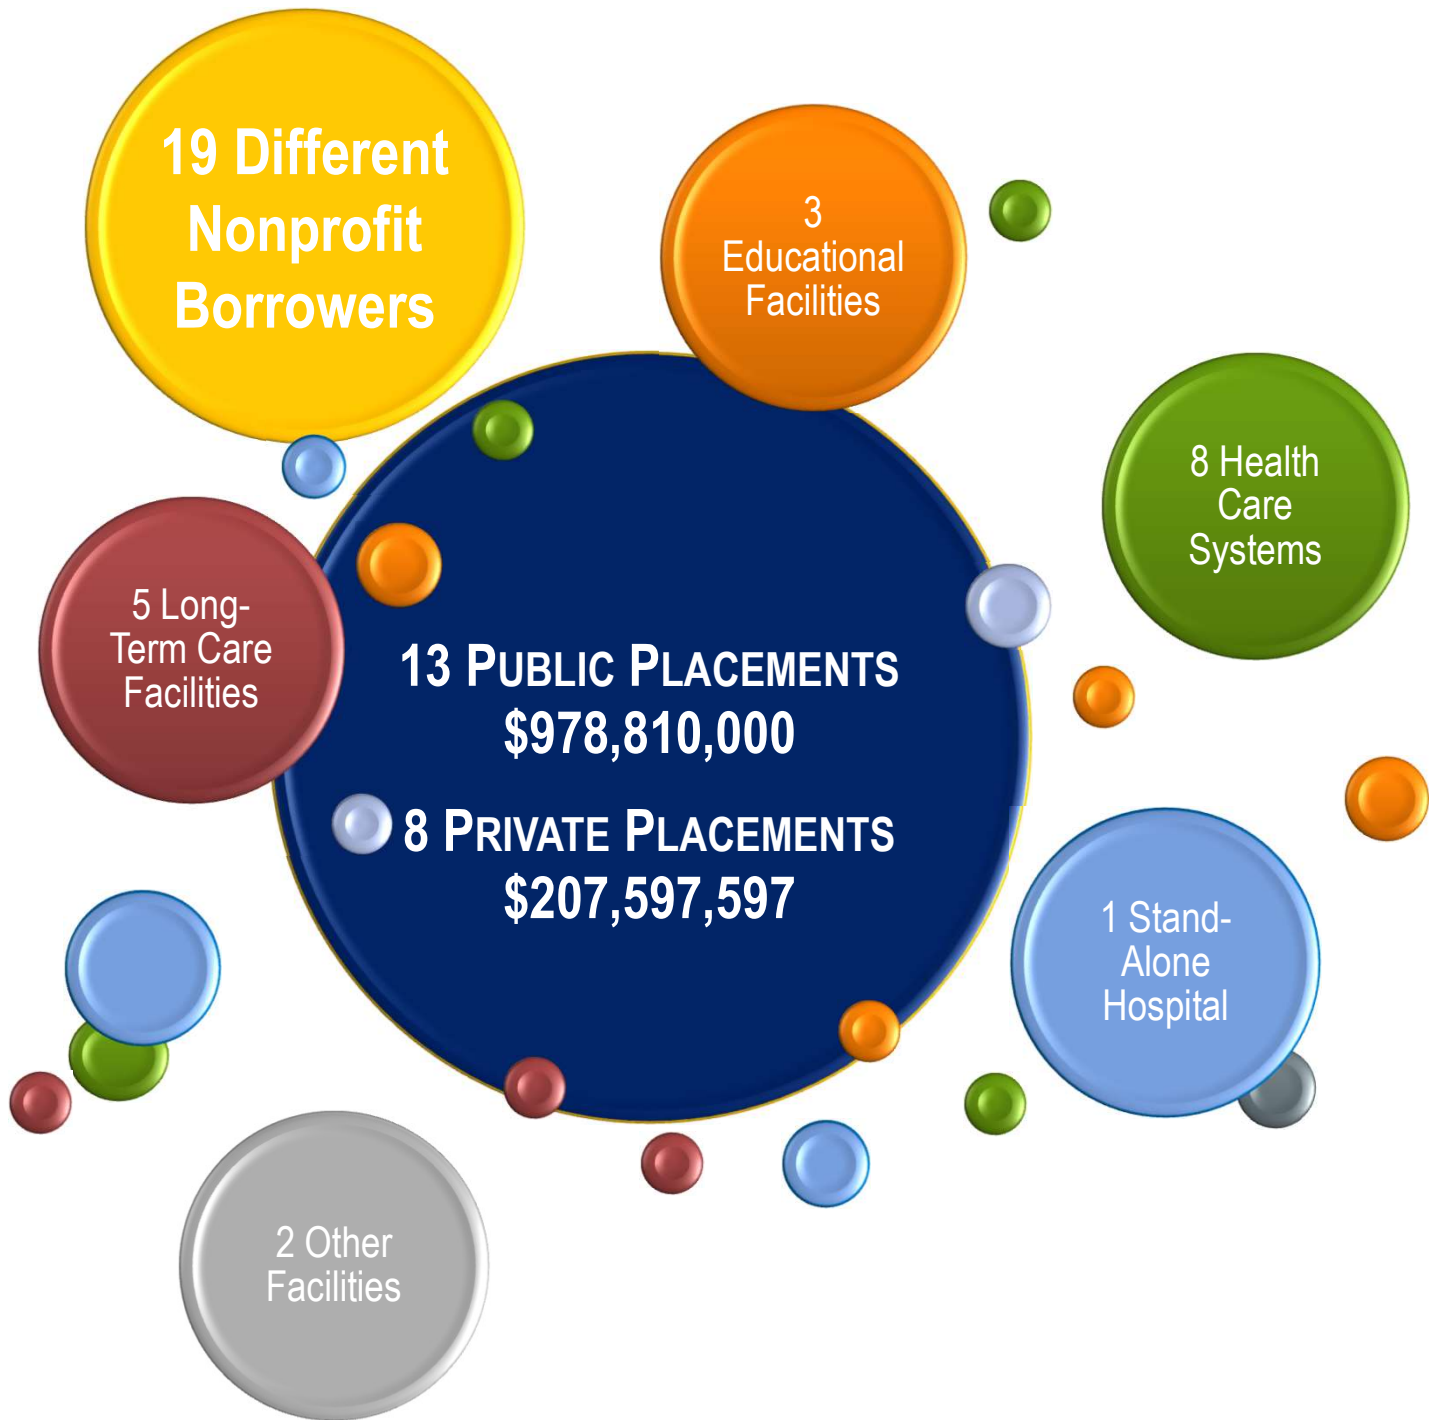 19 Different
Nonprofit
Borrowers
3
Educational
Facilities
8 Health
Care
Systems
5 Long-
Term Care
Facilities
13 PUBLIC PLACEMENTS
$978,810,000
8 PRIVATE PLACEMENTS
$207,597,597
1 Stand-
Alone
Hospital
2 Other
Facilities